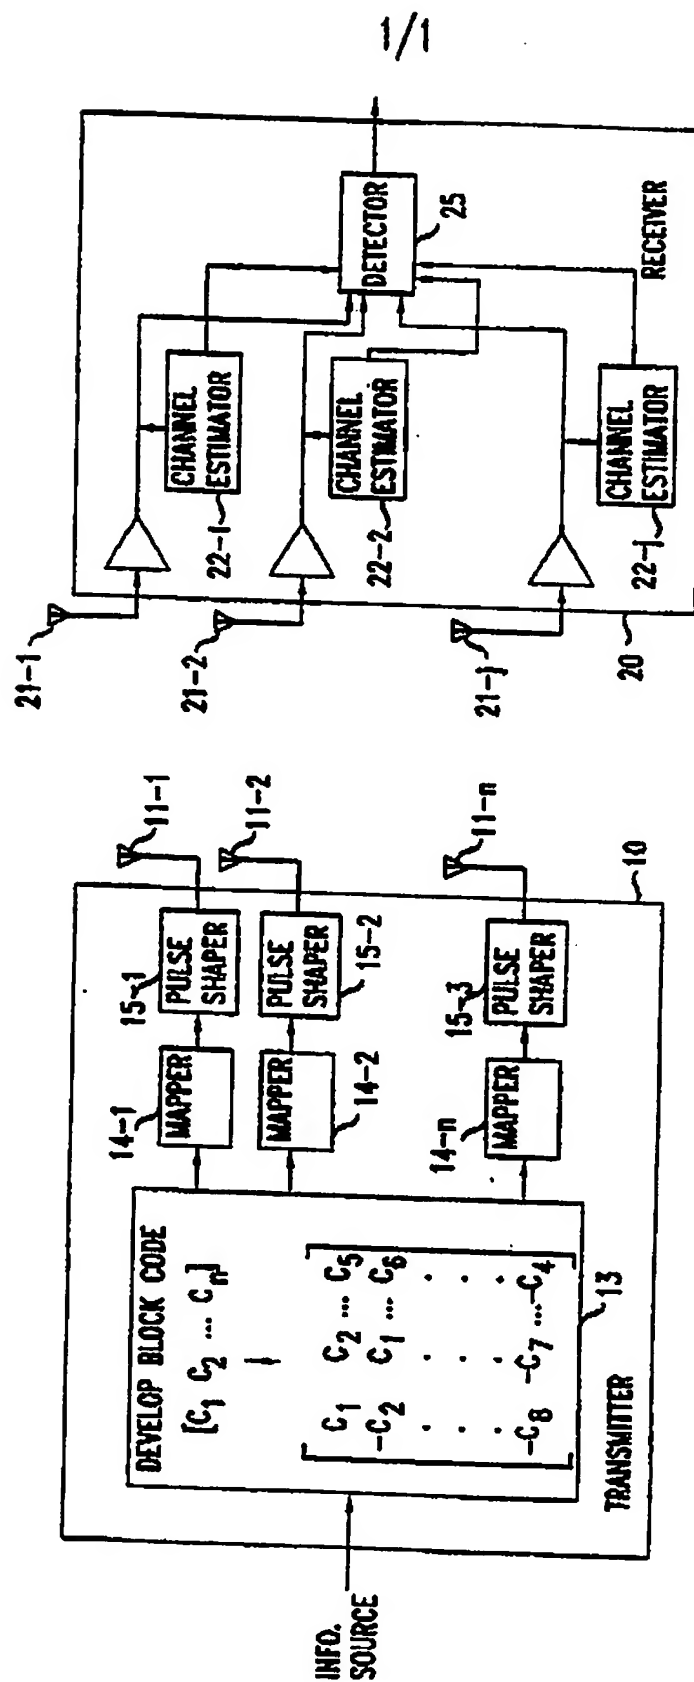 1/1
INFO.
SOURCE
DEVELOP BLOCK CODE
[C1 C2 ... Cn]
C1 C2 ... C5
-C2 C1 ... C6
. . .
. . .
. . .
-C8 -C7 ... -C4
13
TRANSMITTER
10
14-1
MAPPER
15-1
PULSE
SHAPER
11-1
MAPPER
14-2
PULSE
SHAPER
15-2
11-2
14-n
MAPPER
15-3
PULSE
SHAPER
11-n
21-1
21-2
21-j
20
CHANNEL
ESTIMATOR
22-1
CHANNEL
ESTIMATOR
22-2
CHANNEL
ESTIMATOR
22-j
DETECTOR
25
RECEIVER